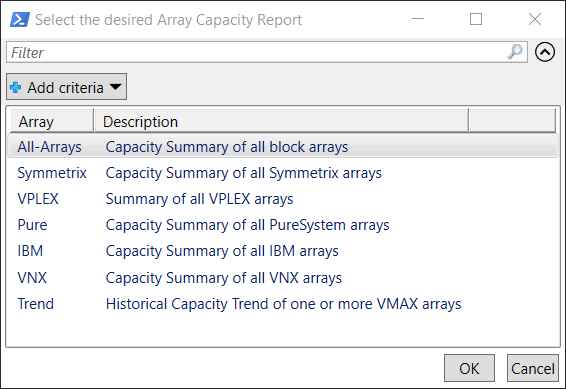 Select the desired Array Capacity Report
Filter
Add criteria
Array Description
All-Arrays Capacity Summary of all block arrays
Symmetrix Capacity Summary of all Symmetrix arrays
VPLEX Summary of all VPLEX arrays
Pure Capacity Summary of all PureSystem arrays
IBM Capacity Summary of all IBM arrays
VNX Capacity Summary of all VNX arrays
Trend Historical Capacity Trend of one or more VMAX arrays
OK Cancel